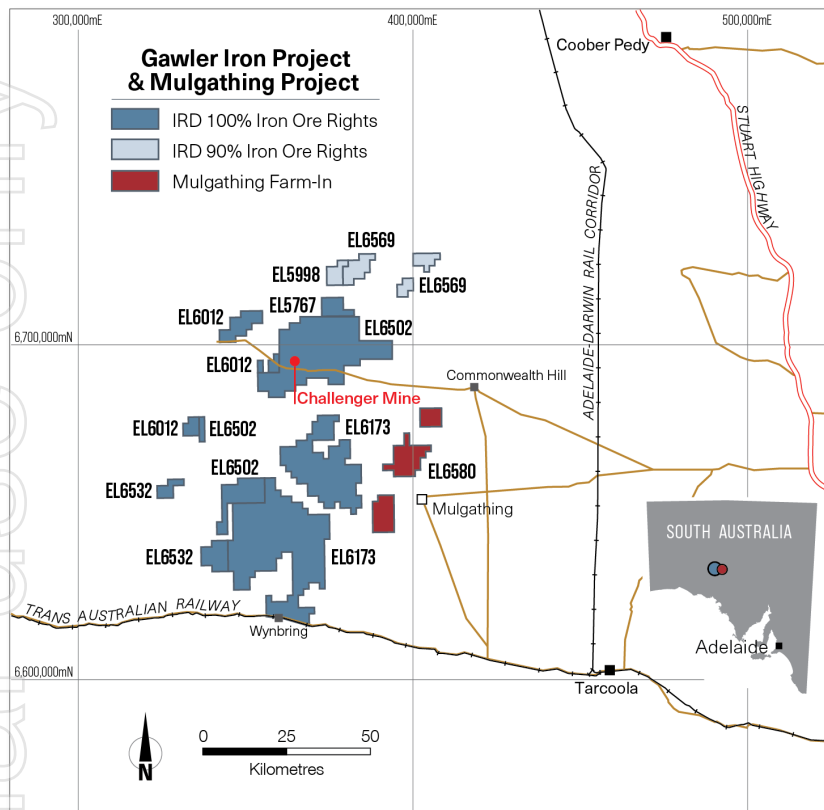 300,000mE
400,000mE
500,000mE
Gawler Iron Project
& Mulgathing Project
IRD 100% Iron Ore Rights
IRD 90% Iron Ore Rights
Mulgathing Farm-In
Coober Pedy
STUART HIGHWAY
ADELAIDE-DARWIN RAIL CORRIDOR
EL6569
EL5998
EL6569
EL5767
EL6012
EL6502
6,700,000mN
EL6012
Commonwealth Hill
Challenger Mine
EL6012
EL6502
EL6173
EL6502
EL6580
EL6532
Mulgathing
SOUTH AUSTRALIA
EL6532
EL6173
TRANS AUSTRALIAN RAILWAY
Wynbring
Adelaide
6,600,000mN
Tarcoola
0
25
50
Kilometres
N